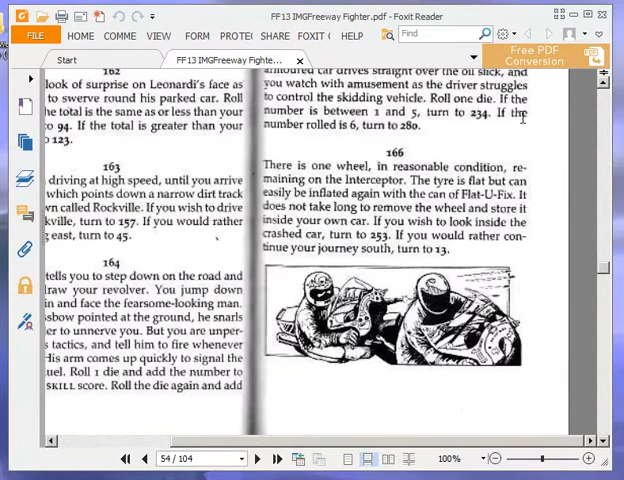 FF13 IMGFreeway Fighter.pdf - Foxit Reader
FILE
HOME
COMMENT
VIEW
FORM
PROTECT
SHARE
FOXIT C
HELP
Find
Start
FF13 IMGFreeway Fighte...
Free PDF
Conversion
162
look of surprise on Leonardi's face as
to swerve round his parked car. Roll
he total is the same or less than your
o 94. If the total is greater than your
o 123.
163
driving at high speed, until you arrive
which points down a narrow dirt track
wn called Rockville. If you wish to drive
kville, turn to 157. If you would rather
east, turn to 45.
164
tells you to step down on the road and
raw your revolver. You jump down
in and face the fearsome-looking man.
ssbow pointed at the ground, he snarls
er to unnerve you. But you are unper-
s tactics, and tell him to fire whenever
His arm comes up quickly to signal the
uel. Roll 1 die and add the number to
SKILL score. Roll the die again and add
armoured car drives straight over the oil slick, and
you watch with amusement as the driver struggles
to control the skidding vehicle. Roll one die. If the
number is between 1 and 5, turn to 234. If the
number rolled is 6, turn to 280.
166
There is one wheel, in reasonable condition, re-
maining on the Interceptor. The tyre is flat but can
easily be inflated again with the can of Flat-U-Fix. It
does not take long to remove the wheel and store it
inside your own car. If you wish to look inside the
crashed car, turn to 253. If you would rather con-
tinue your journey south, turn to 13.
54 / 104
100%